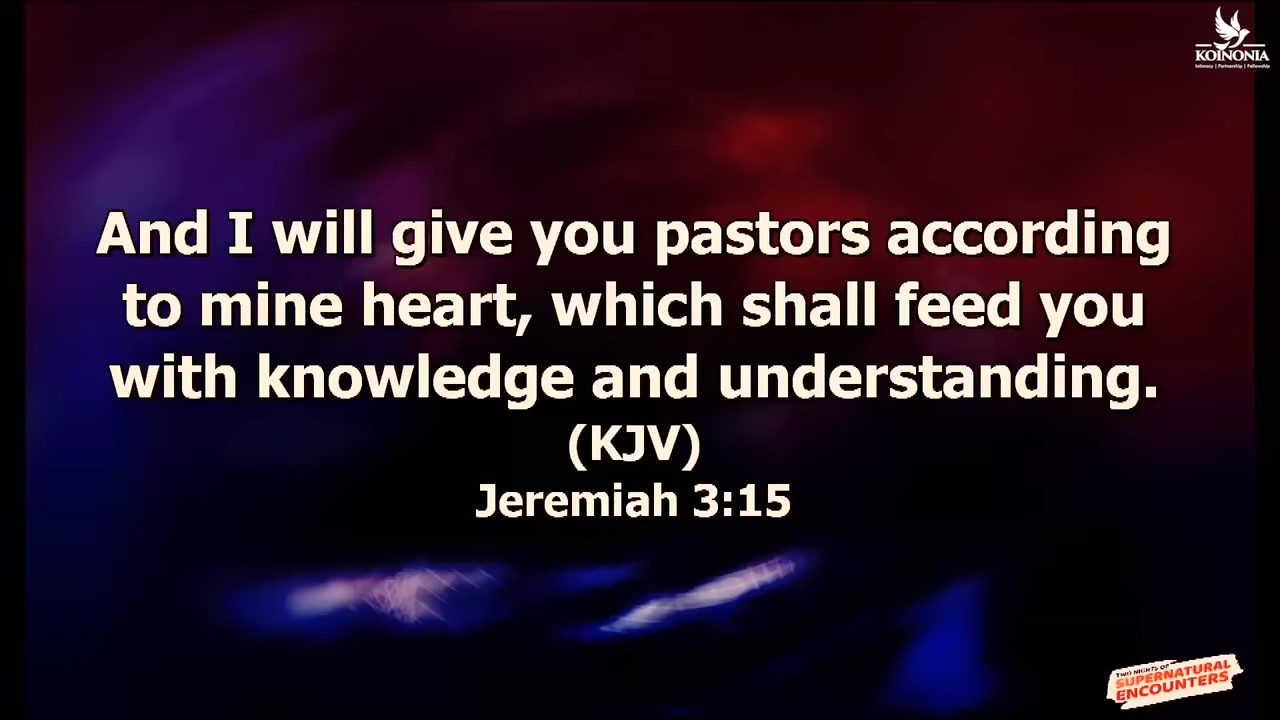 KOINONIA
Intimacy | Partnership | Fellowship
And I will give you pastors according
to mine heart, which shall feed you
with knowledge and understanding.
(KJV)
Jeremiah 3:15
TWO NIGHTS OF
SUPERNATURAL
ENCOUNTERS